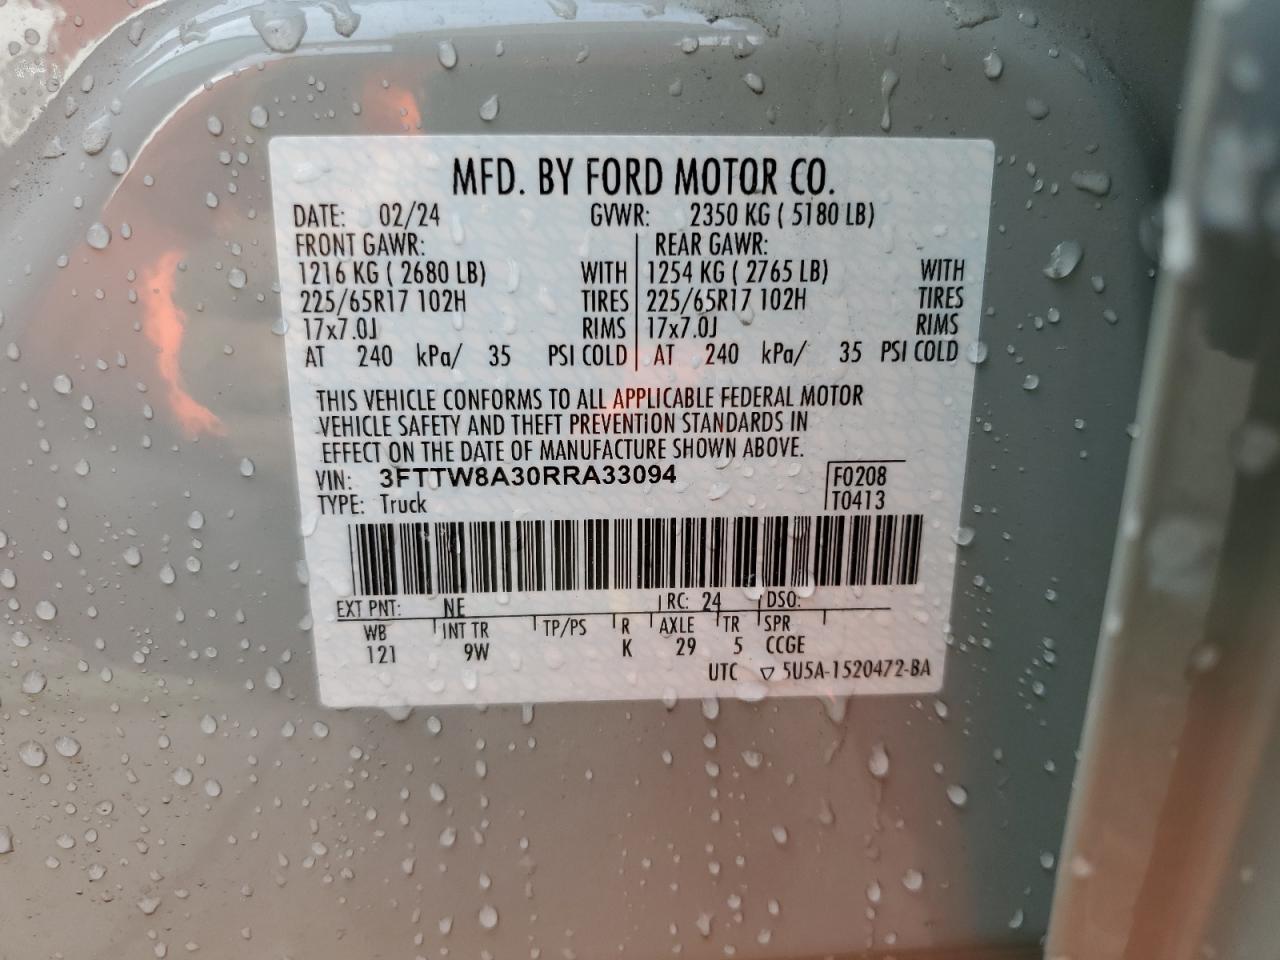 MFD. BY FORD MOTOR CO.
DATE: 02/24 GVWR: 2350 KG ( 5180 LB)
FRONT GAWR: REAR GAWR:
1216 KG ( 2680 LB) WITH 1254 KG ( 2765 LB) WITH
225/65R17 102H TIRES 225/65R17 102H TIRES
17x7.0J RIMS 17x7.0J RIMS
AT 240 kPa/ 35 PSI COLD AT 240 kPa/ 35 PSI COLD
THIS VEHICLE CONFORMS TO ALL APPLICABLE FEDERAL MOTOR
VEHICLE SAFETY AND THEFT PREVENTION STANDARDS IN
EFFECT ON THE DATE OF MANUFACTURE SHOWN ABOVE.
VIN: 3FTTW8A30RRA33094 F0208
TYPE: Truck T0413
EXT PNT: NE RC: 24 DSO:
WB INT TR TP/PS R AXLE TR SPR
121 9W K 29 5 CCGE
UTC ▽ 5U5A-1520472-BA